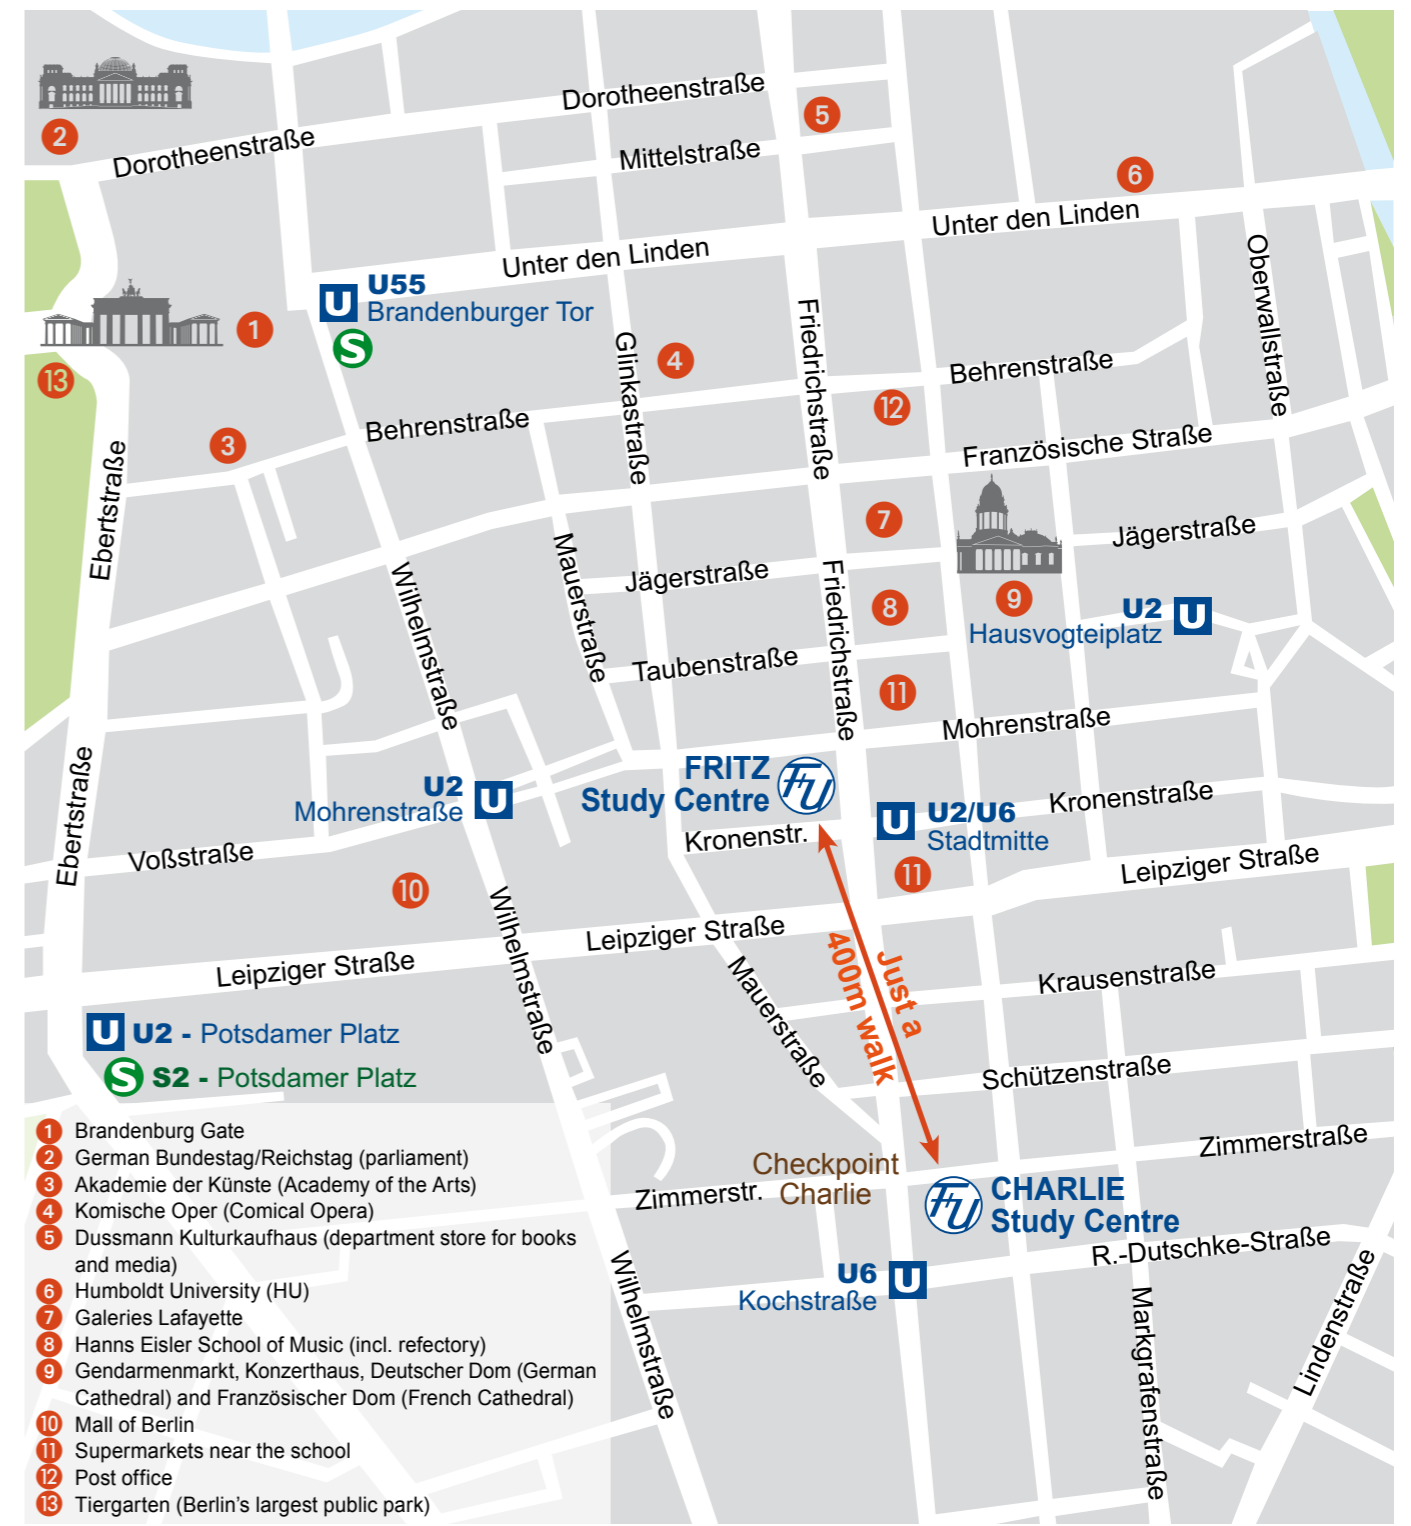 Dorotheenstraße
5
2
Dorotheenstraße
Mittelstraße
6
Unter den Linden
Unter den Linden
Oberwallstraße
U U55
Brandenburger Tor
S
1
Friedrichstraße
Glinkastraße
4
13
Behrenstraße
12
Behrenstraße
3
Französische Straße
Ebertstraße
7
Jägerstraße
Mauerstraße
Jägerstraße
Wilhelmstraße
Friedrichstraße
8
9
U2 U
Hausvogteiplatz
Taubenstraße
11
Mohrenstraße
Ebertstraße
FRITZ
Study Centre
FU
U2 U
Mohrenstraße
Kronenstraße
U U2/U6
Stadtmitte
Kronenstr.
Voßstraße
Leipziger Straße
11
10
Wilhelmstraße
Leipziger Straße
Leipziger Straße
Just a
400m walk
Mauerstraße
Krausenstraße
U U2 - Potsdamer Platz
S S2 - Potsdamer Platz
Schützenstraße
Zimmerstraße
Checkpoint
Charlie
Zimmerstr.
FU
CHARLIE
Study Centre
R.-Dutschke-Straße
U6 U
Kochstraße
Wilhelmstraße
Markgrafenstraße
Lindenstraße
1 Brandenburg Gate
2 German Bundestag/Reichstag (parliament)
3 Akademie der Künste (Academy of the Arts)
4 Komische Oper (Comical Opera)
5 Dussmann Kulturkaufhaus (department store for books
and media)
6 Humboldt University (HU)
7 Galeries Lafayette
8 Hanns Eisler School of Music (incl. refectory)
9 Gendarmenmarkt, Konzerthaus, Deutscher Dom (German
Cathedral) and Französischer Dom (French Cathedral)
10 Mall of Berlin
11 Supermarkets near the school
12 Post office
13 Tiergarten (Berlin's largest public park)